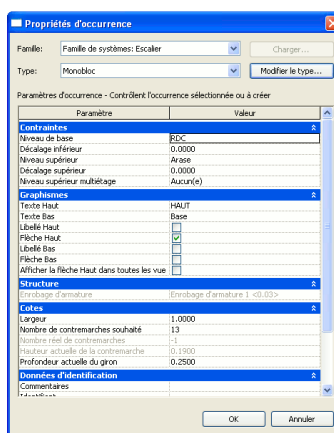 Propriétés d'occurrence
Famille: Famille de systèmes: Escalier Charger...
Type: Monobloc Modifier le type...
Paramètres d'occurrence - Contrôlent l'occurrence sélectionnée ou à créer
Paramètre Valeur
Contraintes
Niveau de base RDC
Décalage inférieur 0.0000
Niveau supérieur Arase
Décalage supérieur 0.0000
Niveau supérieur multiétage Aucun(e)
Graphismes
Texte Haut HAUT
Texte Bas Base
Libellé Haut
Flèche Haut
Libellé Bas
Flèche Bas
Afficher la flèche Haut dans toutes les vue
Structure
Enrobage d'armature Enrobage d'armature 1 <0.03>
Cotes
Largeur 1.0000
Nombre de contremarches souhaité 13
Nombre réel de contremarches -1
Hauteur actuelle de la contremarche 0.1900
Profondeur actuelle du giron 0.2500
Données d'identification
Commentaires
OK Annuler